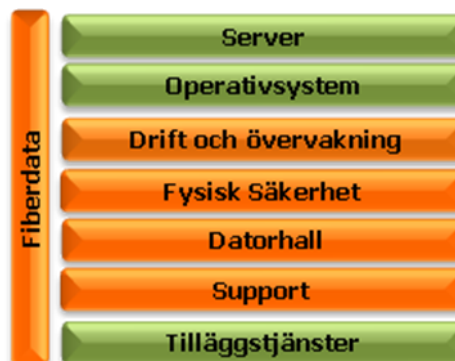 Fiberdata
Server
Operativsystem
Drift och övervakning
Fysisk Säkerhet
Datorhall
Support
Tilläggstjänster